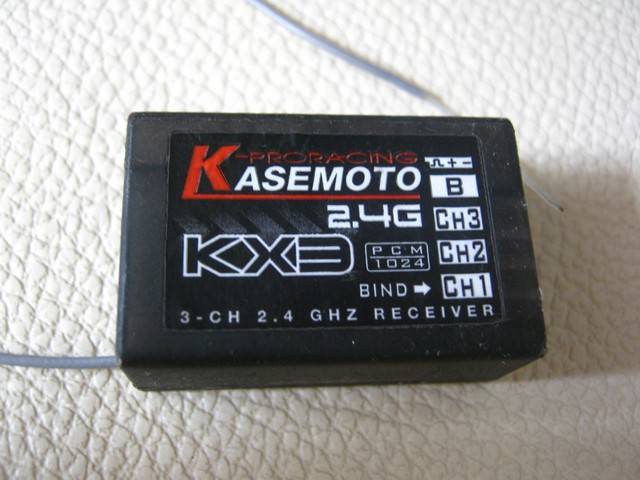 K-PRORACING
KASEMOTO
2.4G
KX3
PCM
1024
BIND
3-CH 2.4 GHZ RECEIVER
+ -
B
CH3
CH2
CH1